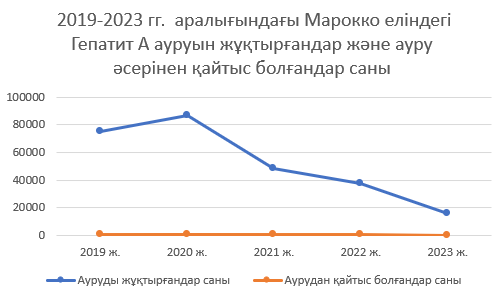 2019-2023 гг. аралығындағы Марокко еліндегі
Гепатит А ауруын жұқтырғандар және ауру
әсерінен қайтыс болғандар саны
100000
80000
60000
40000
20000
0
2019 ж. 2020 ж. 2021 ж. 2022 ж. 2023 ж.
Ауруды жұқтырғандар саны Аурудан қайтыс болғандар саны